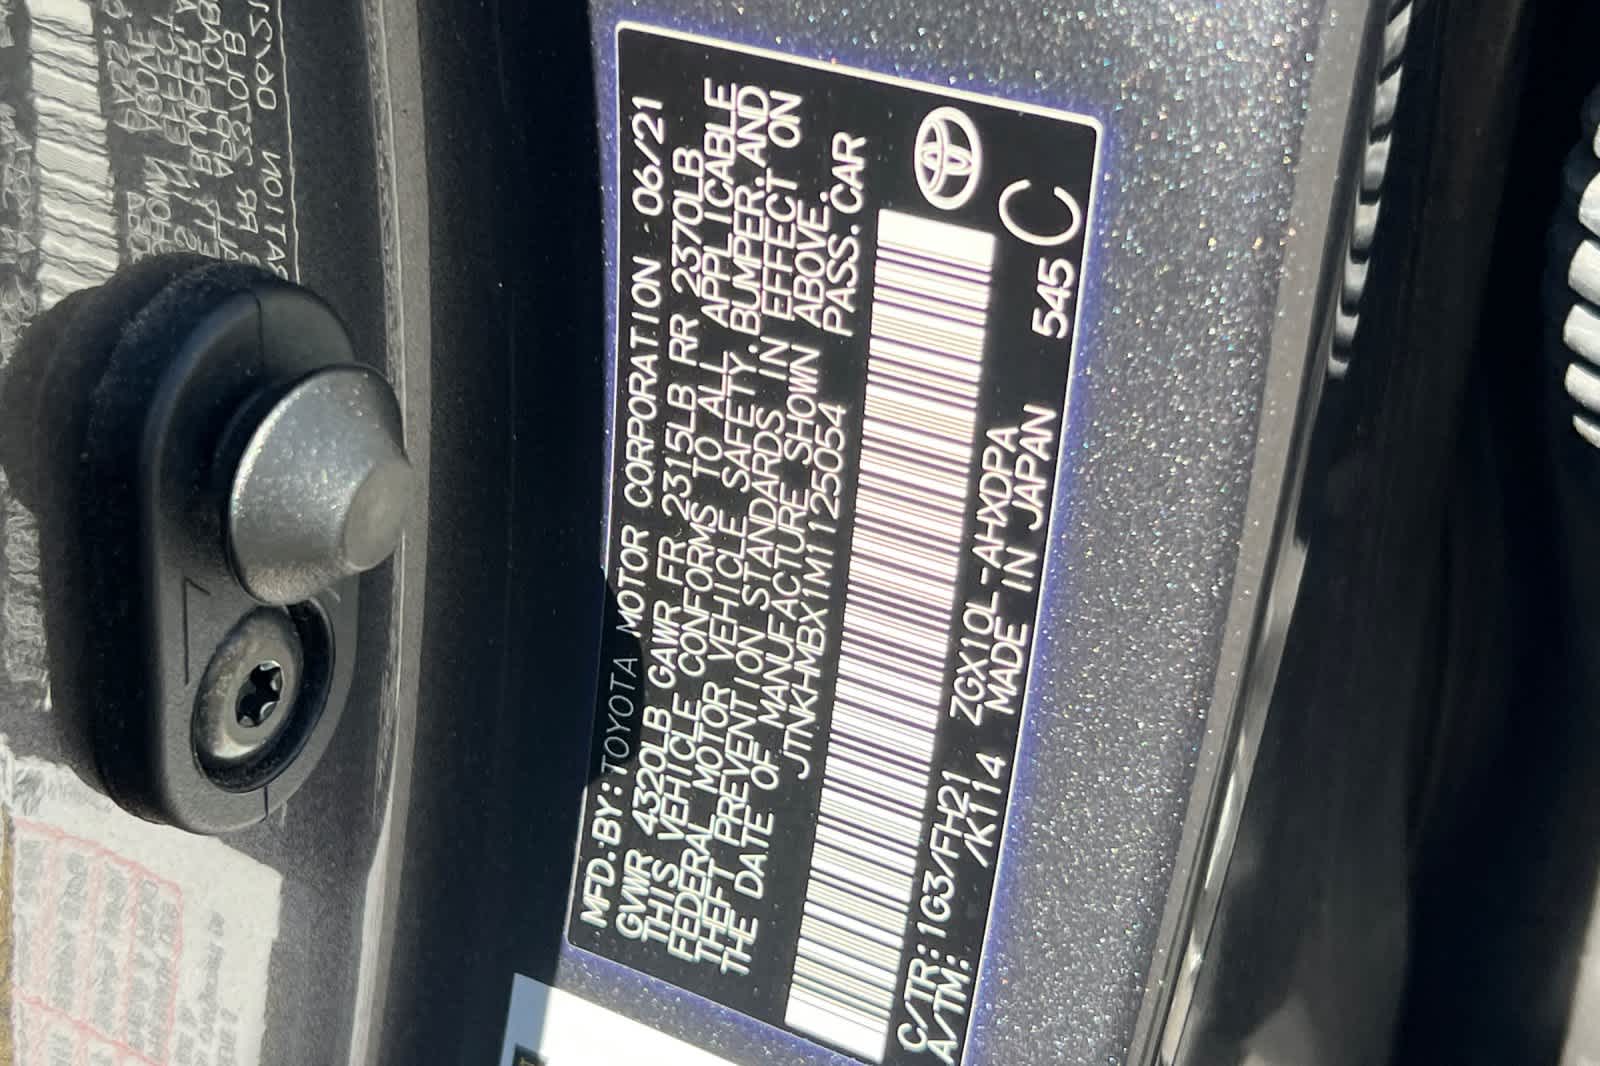 MFD.BY:TOYOTA MOTOR CORPORATION 06/21
GVWR 4320LB GAWR FR 2315LB RR 2370LB
THIS VEHICLE CONFORMS TO ALL APPLICABLE
FEDERAL MOTOR VEHICLE SAFETY,BUMPER,AND
THEFT PREVENTION STANDARDS IN EFFECT ON
THE DATE OF MANUFACTURE SHOWN ABOVE.
JTNKHMBX1M1125054 PASS.CAR
C/TR:1G3/FH21 ZGX10L-AHXDPA 545 C
A/TM: /K114 MADE IN JAPAN